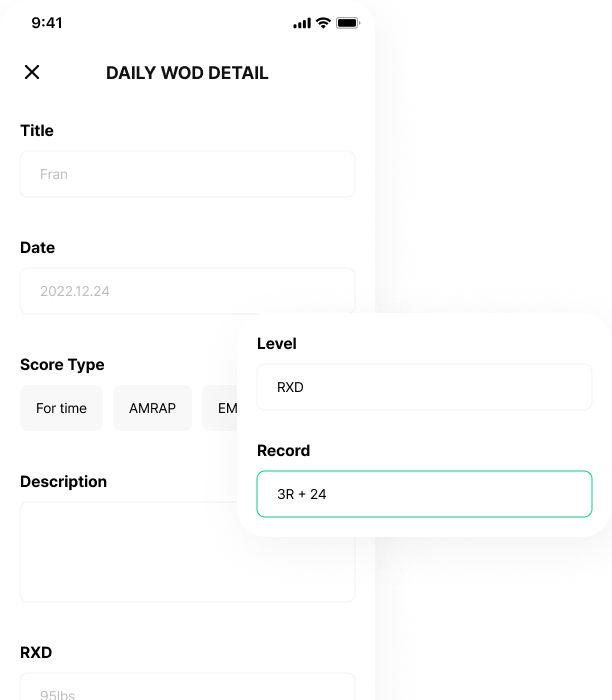 9:41
DAILY WOD DETAIL
Title
Fran
Date
2022.12.24
Score Type
For time AMRAP EM
Description
RXD
95lbs
Level
RXD
Record
3R + 24